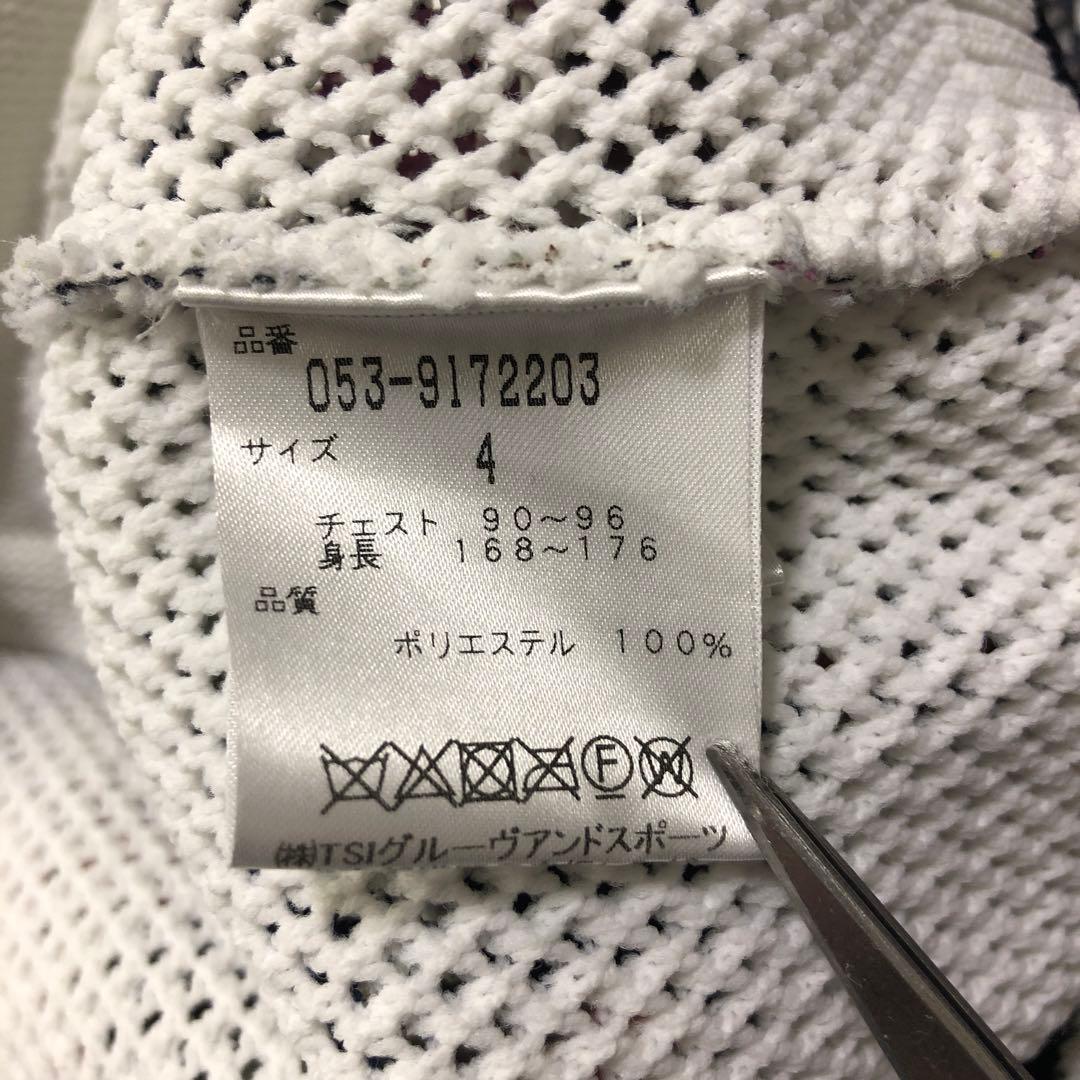 品番
053-9172203
サイズ 4
チェスト 90~96
身長 168~176
品質
ポリエステル 100%
F W
(株)TSIグルーヴアンドスポーツ